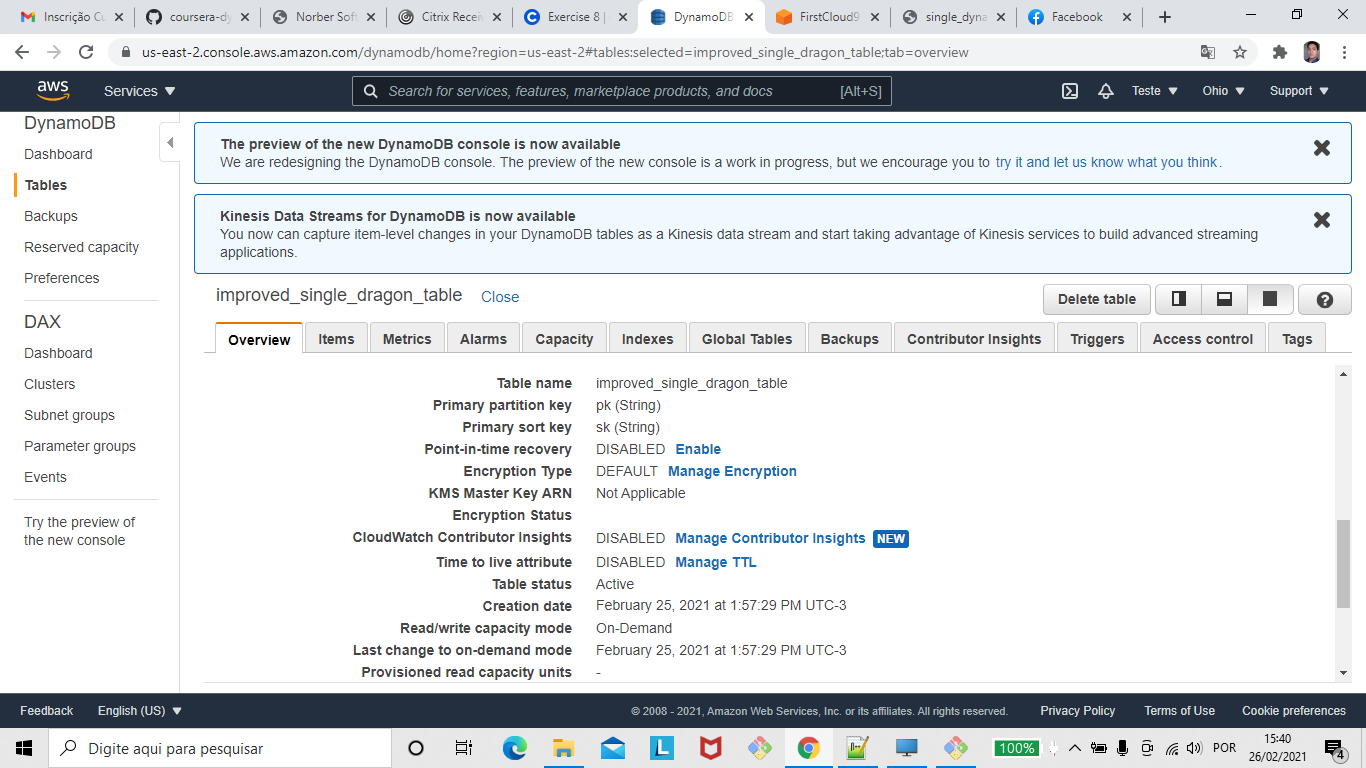 Inscrição Cu
coursera-dy
Norber Soft
Citrix Receiv
Exercise 8 |
DynamoDB
FirstCloud9
single_dyna
Facebook
us-east-2.console.aws.amazon.com/dynamodb/home?region=us-east-2#tables:selected=improved_single_dragon_table;tab=overview
aws
Services
Search for services, features, marketplace products, and docs
[Alt+S]
Teste
Ohio
Support
DynamoDB
Dashboard
Tables
Backups
Reserved capacity
Preferences
DAX
Dashboard
Clusters
Subnet groups
Parameter groups
Events
Try the preview of
the new console
The preview of the new DynamoDB console is now available
We are redesigning the DynamoDB console. The preview of the new console is a work in progress, but we encourage you to try it and let us know what you think.
Kinesis Data Streams for DynamoDB is now available
You now can capture item-level changes in your DynamoDB tables as a Kinesis data stream and start taking advantage of Kinesis services to build advanced streaming
applications.
improved_single_dragon_table Close
Delete table
Overview
Items
Metrics
Alarms
Capacity
Indexes
Global Tables
Backups
Contributor Insights
Triggers
Access control
Tags
Table name improved_single_dragon_table
Primary partition key pk (String)
Primary sort key sk (String)
Point-in-time recovery DISABLED Enable
Encryption Type DEFAULT Manage Encryption
KMS Master Key ARN Not Applicable
Encryption Status
CloudWatch Contributor Insights DISABLED Manage Contributor Insights NEW
Time to live attribute DISABLED Manage TTL
Table status Active
Creation date February 25, 2021 at 1:57:29 PM UTC-3
Read/write capacity mode On-Demand
Last change to on-demand mode February 25, 2021 at 1:57:29 PM UTC-3
Provisioned read capacity units -
Feedback
English (US)
© 2008 - 2021, Amazon Web Services, Inc. or its affiliates. All rights reserved.
Privacy Policy
Terms of Use
Cookie preferences
Digite aqui para pesquisar
L
100%
POR
15:40
26/02/2021
4